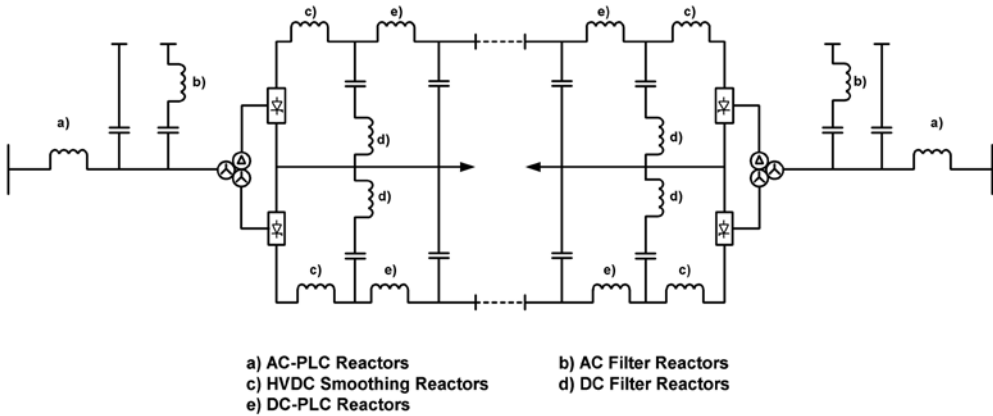 c) e) e) c)
b) b)
a) a)
d) d)
d) d)
c) e) e) c)
a) AC-PLC Reactors b) AC Filter Reactors
c) HVDC Smoothing Reactors d) DC Filter Reactors
e) DC-PLC Reactors